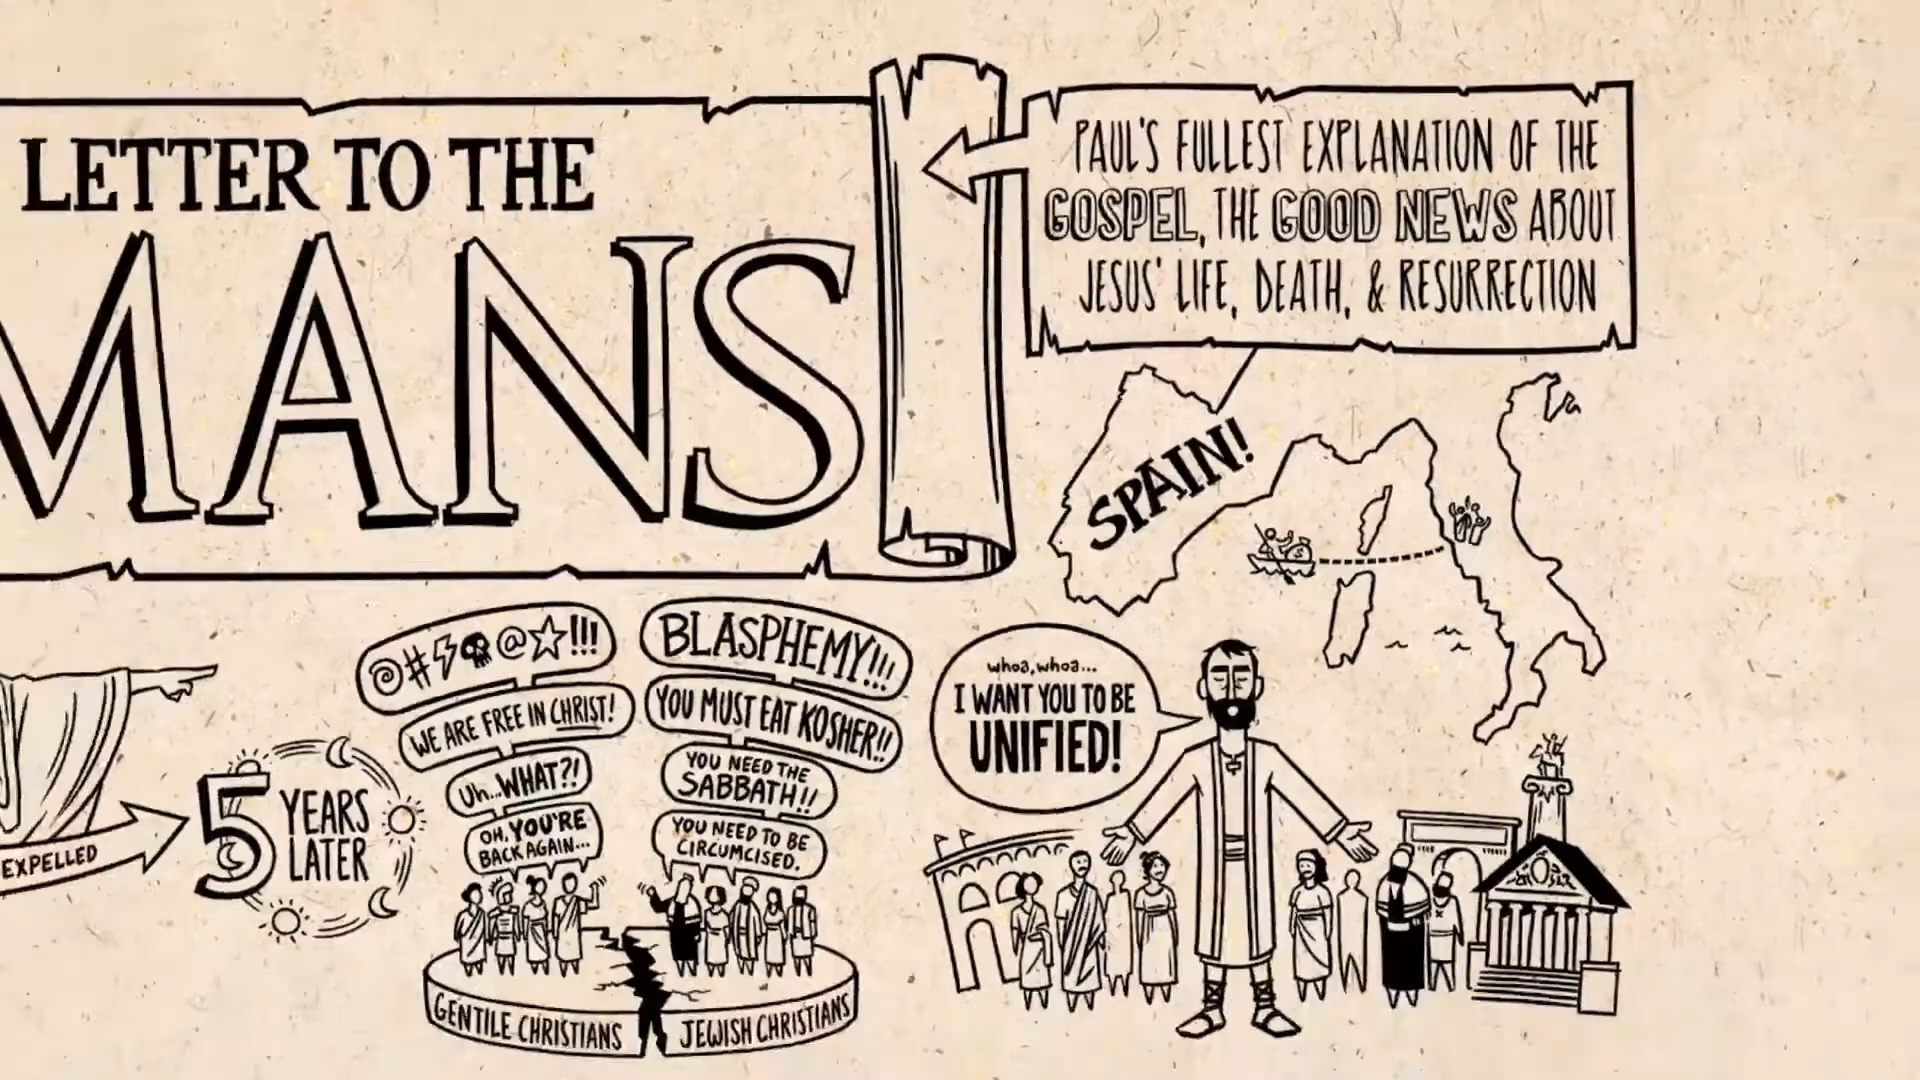 LETTER TO THE
MANS
PAUL'S FULLEST EXPLANATION OF THE
GOSPEL, THE GOOD NEWS ABOUT
JESUS' LIFE, DEATH, & RESURRECTION
SPAIN!
EXPELLED
5 YEARS
LATER
@#⚡☠@☆!!!
WE ARE FREE IN CHRIST!
Uh...WHAT?!
OH, YOU'RE
BACK AGAIN...
BLASPHEMY!!!
YOU MUST EAT KOSHER!!
YOU NEED THE
SABBATH!!
YOU NEED TO BE
CIRCUMCISED.
GENTILE CHRISTIANS
JEWISH CHRISTIANS
whoa, whoa...
I WANT YOU TO BE
UNIFIED!